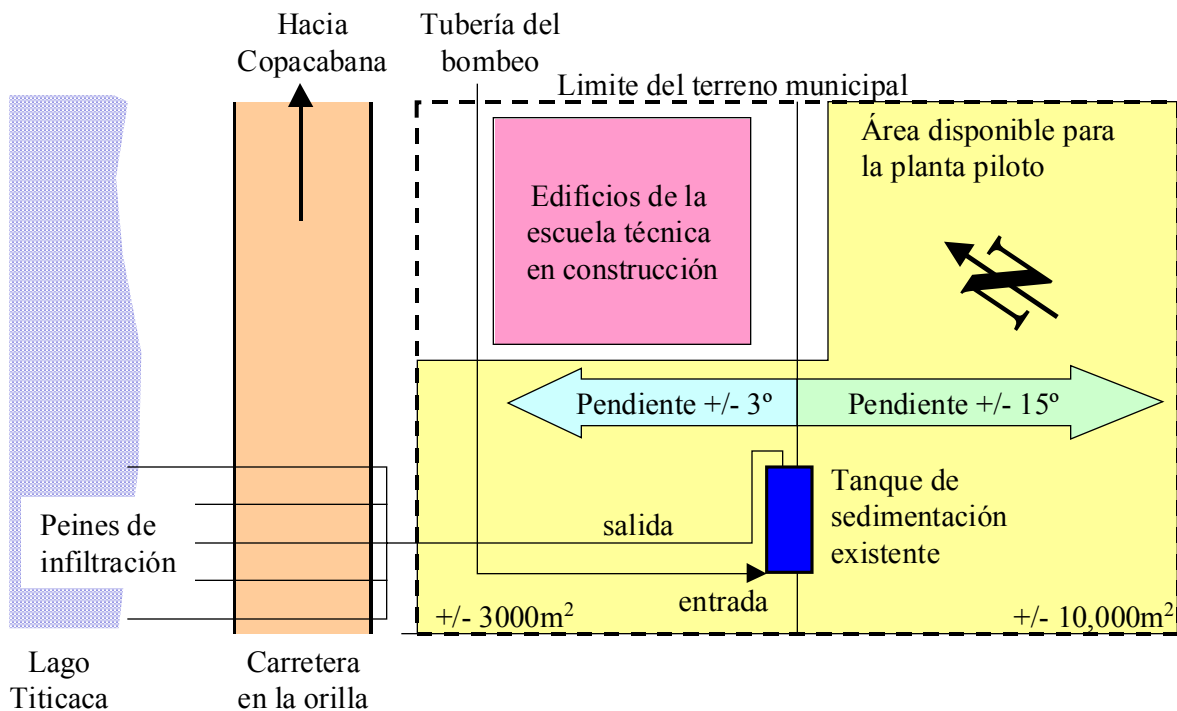 Hacia
Copacabana
Tubería del
bombeo
Limite del terreno municipal
Área disponible para
la planta piloto
Edificios de la
escuela técnica
en construcción
N
Pendiente +/- 3º
Pendiente +/- 15º
Peines de
infiltración
salida
Tanque de
sedimentación
existente
entrada
+/- 3000m²
+/- 10,000m²
Lago
Titicaca
Carretera
en la orilla